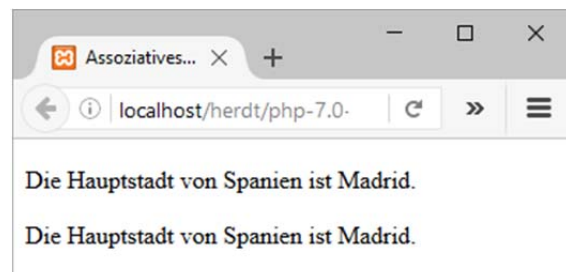 Assoziatives...
localhost/herdt/php-7.0-
Die Hauptstadt von Spanien ist Madrid.
Die Hauptstadt von Spanien ist Madrid.